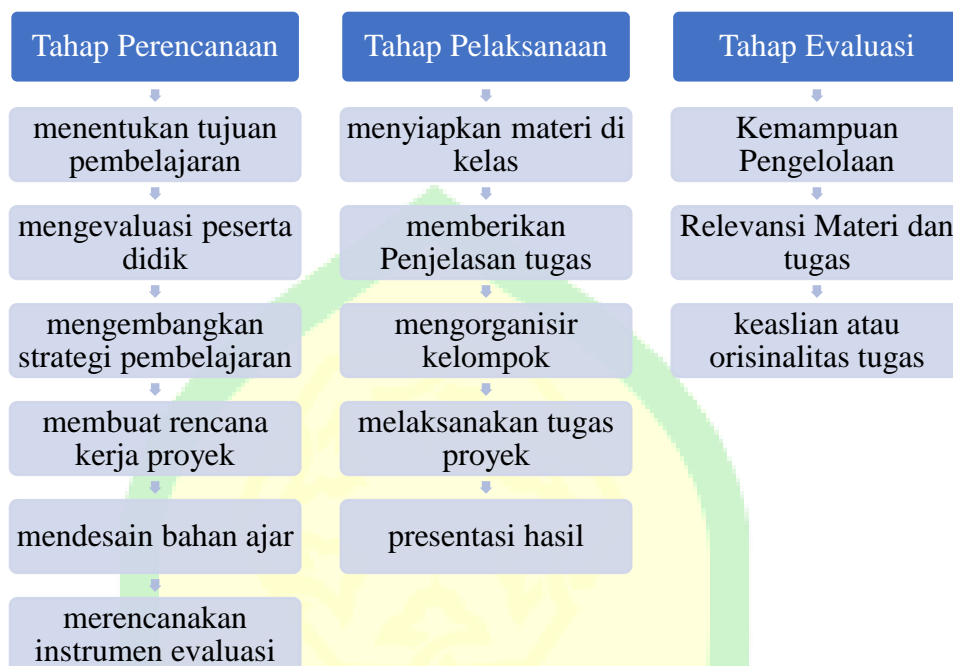 Tahap Perencanaan
menentukan tujuan
pembelajaran
mengevaluasi peserta
didik
mengembangkan
strategi pembelajaran
membuat rencana
kerja proyek
mendesain bahan ajar
merencanakan
instrumen evaluasi
Tahap Pelaksanaan
menyiapkan materi di
kelas
memberikan
Penjelasan tugas
mengorganisir
kelompok
melaksanakan tugas
proyek
presentasi hasil
Tahap Evaluasi
Kemampuan
Pengelolaan
Relevansi Materi dan
tugas
keaslian atau
orisinalitas tugas